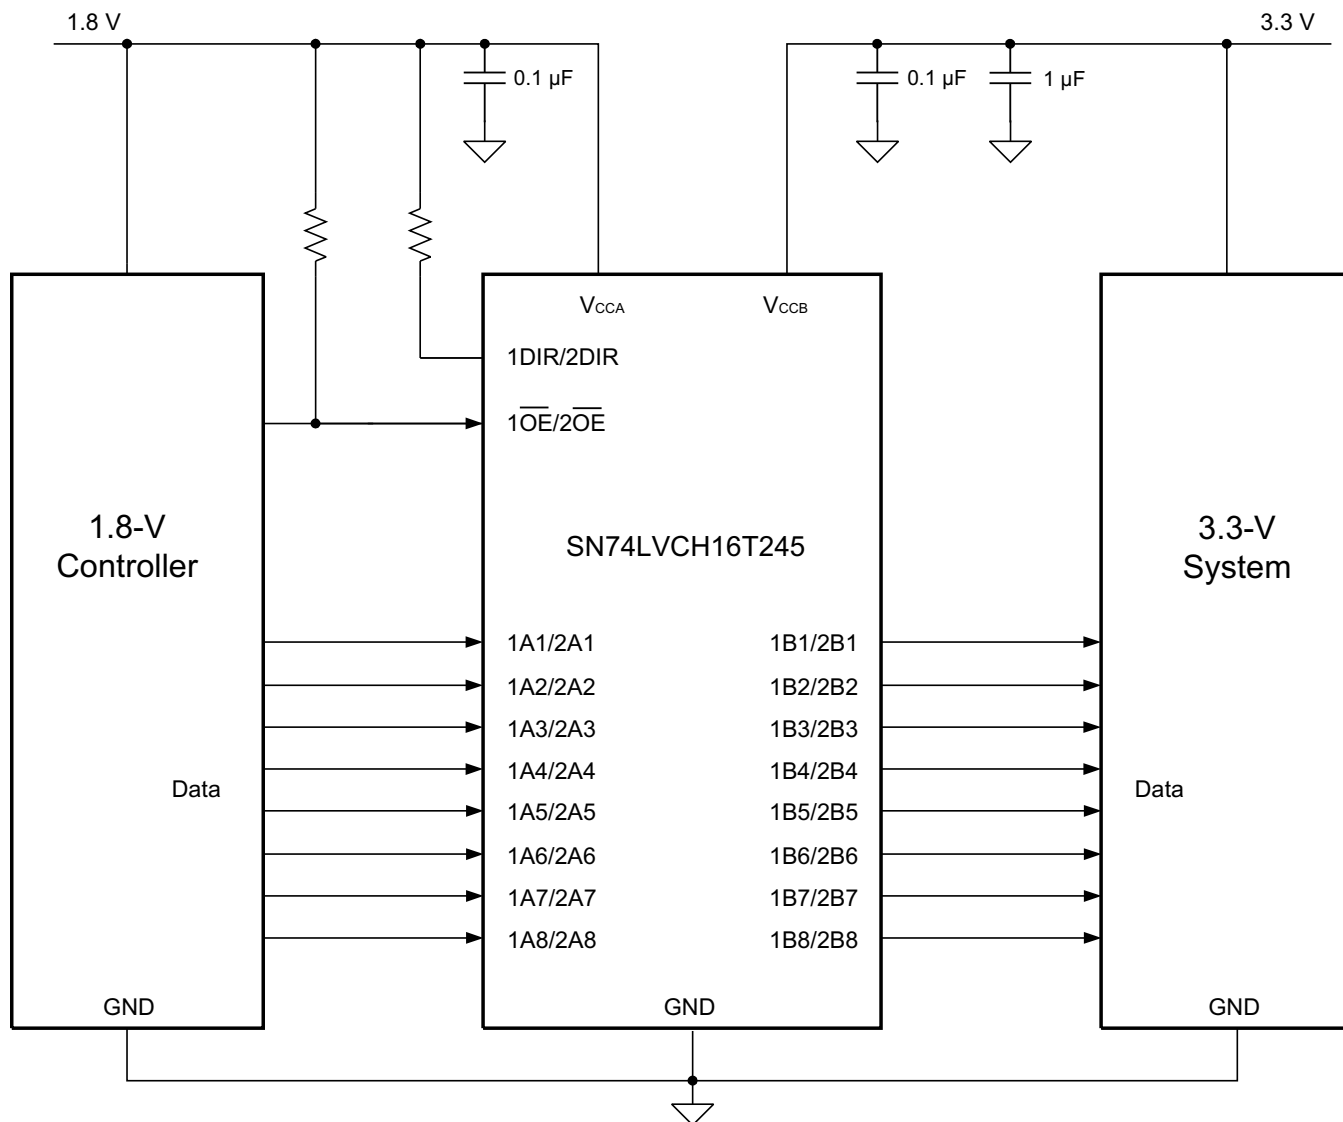 1.8 V
3.3 V
0.1 µF
0.1 µF
1 µF
VCCA
VCCB
1DIR/2DIR
1O̅E̅/2O̅E̅
1.8-V
Controller
SN74LVCH16T245
3.3-V
System
1A1/2A1
1B1/2B1
1A2/2A2
1B2/2B2
1A3/2A3
1B3/2B3
1A4/2A4
1B4/2B4
Data
Data
1A5/2A5
1B5/2B5
1A6/2A6
1B6/2B6
1A7/2A7
1B7/2B7
1A8/2A8
1B8/2B8
GND
GND
GND